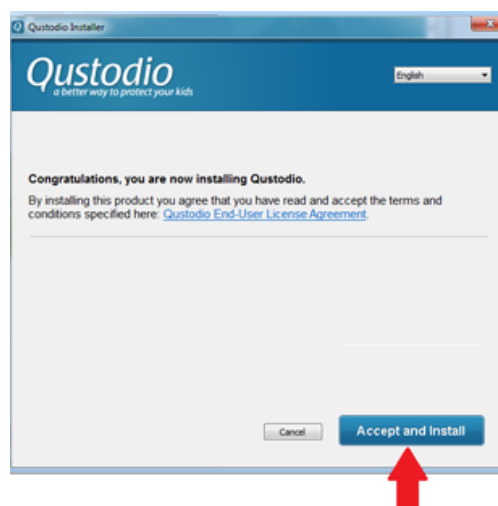 Qustodio Installer
Qustodio
a better way to protect your kids
English
Congratulations, you are now installing Qustodio.
By installing this product you agree that you have read and accept the terms and
conditions specified here: Qustodio End-User License Agreement.
Cancel
Accept and Install